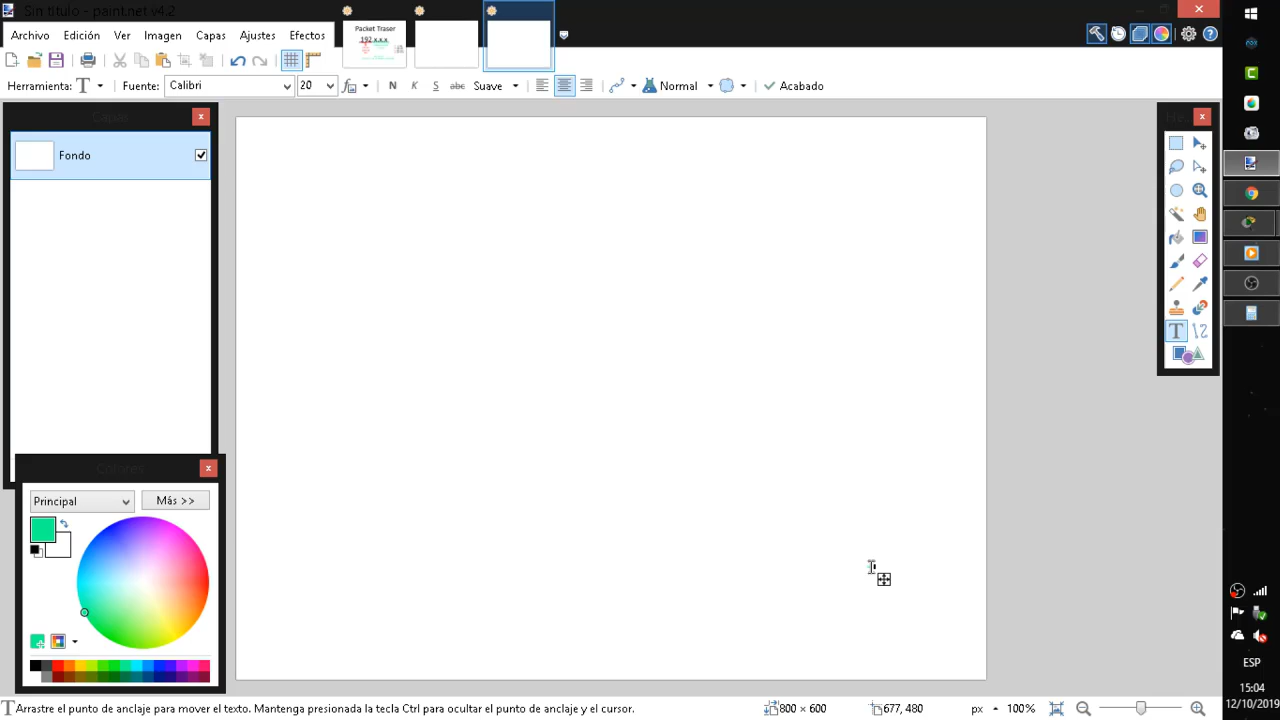 Sin título - paint.net v4.2
Archivo Edición Ver Imagen Capas Ajustes Efectos
Packet Traser
192.x.x.x
Herramienta: T Fuente: Calibri 20 fx N K S abc Suave Normal Acabado
Capas
Fondo
Colores
Principal Más >>
T
ESP
15:04
12/10/2019
Arrastre el punto de anclaje para mover el texto. Mantenga presionada la tecla Ctrl para ocultar el punto de anclaje y el cursor. 800 × 600 677, 480 px 100%